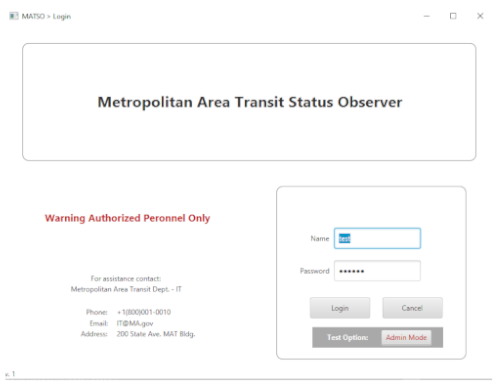 MATSO > Login
Metropolitan Area Transit Status Observer
Warning Authorized Peronnel Only
For assistance contact:
Metropolitan Area Transit Dept. - IT
Phone: +1(800)001-0010
Email: IT@MA.gov
Address: 200 State Ave. MAT Bldg.
Name test
Password ••••••
Login Cancel
Test Option: Admin Mode
v. 1